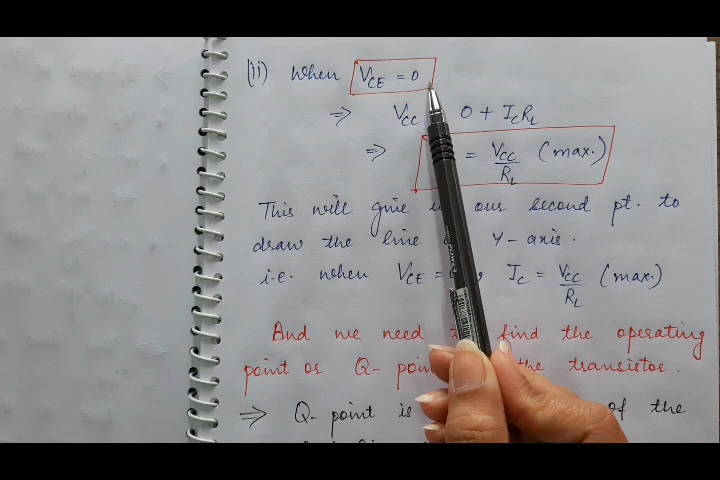 (ii) When V_CE = 0
⇒ V_CC 0 + I_C R_L
⇒ = V_CC/R_L (max.)
This will give our second pt. to
draw the line Y-axis.
i.e. when V_CE = , I_C = V_CC/R_L (max.)
And we need find the operating
point or Q- the transistor.
⇒ Q-point is of the